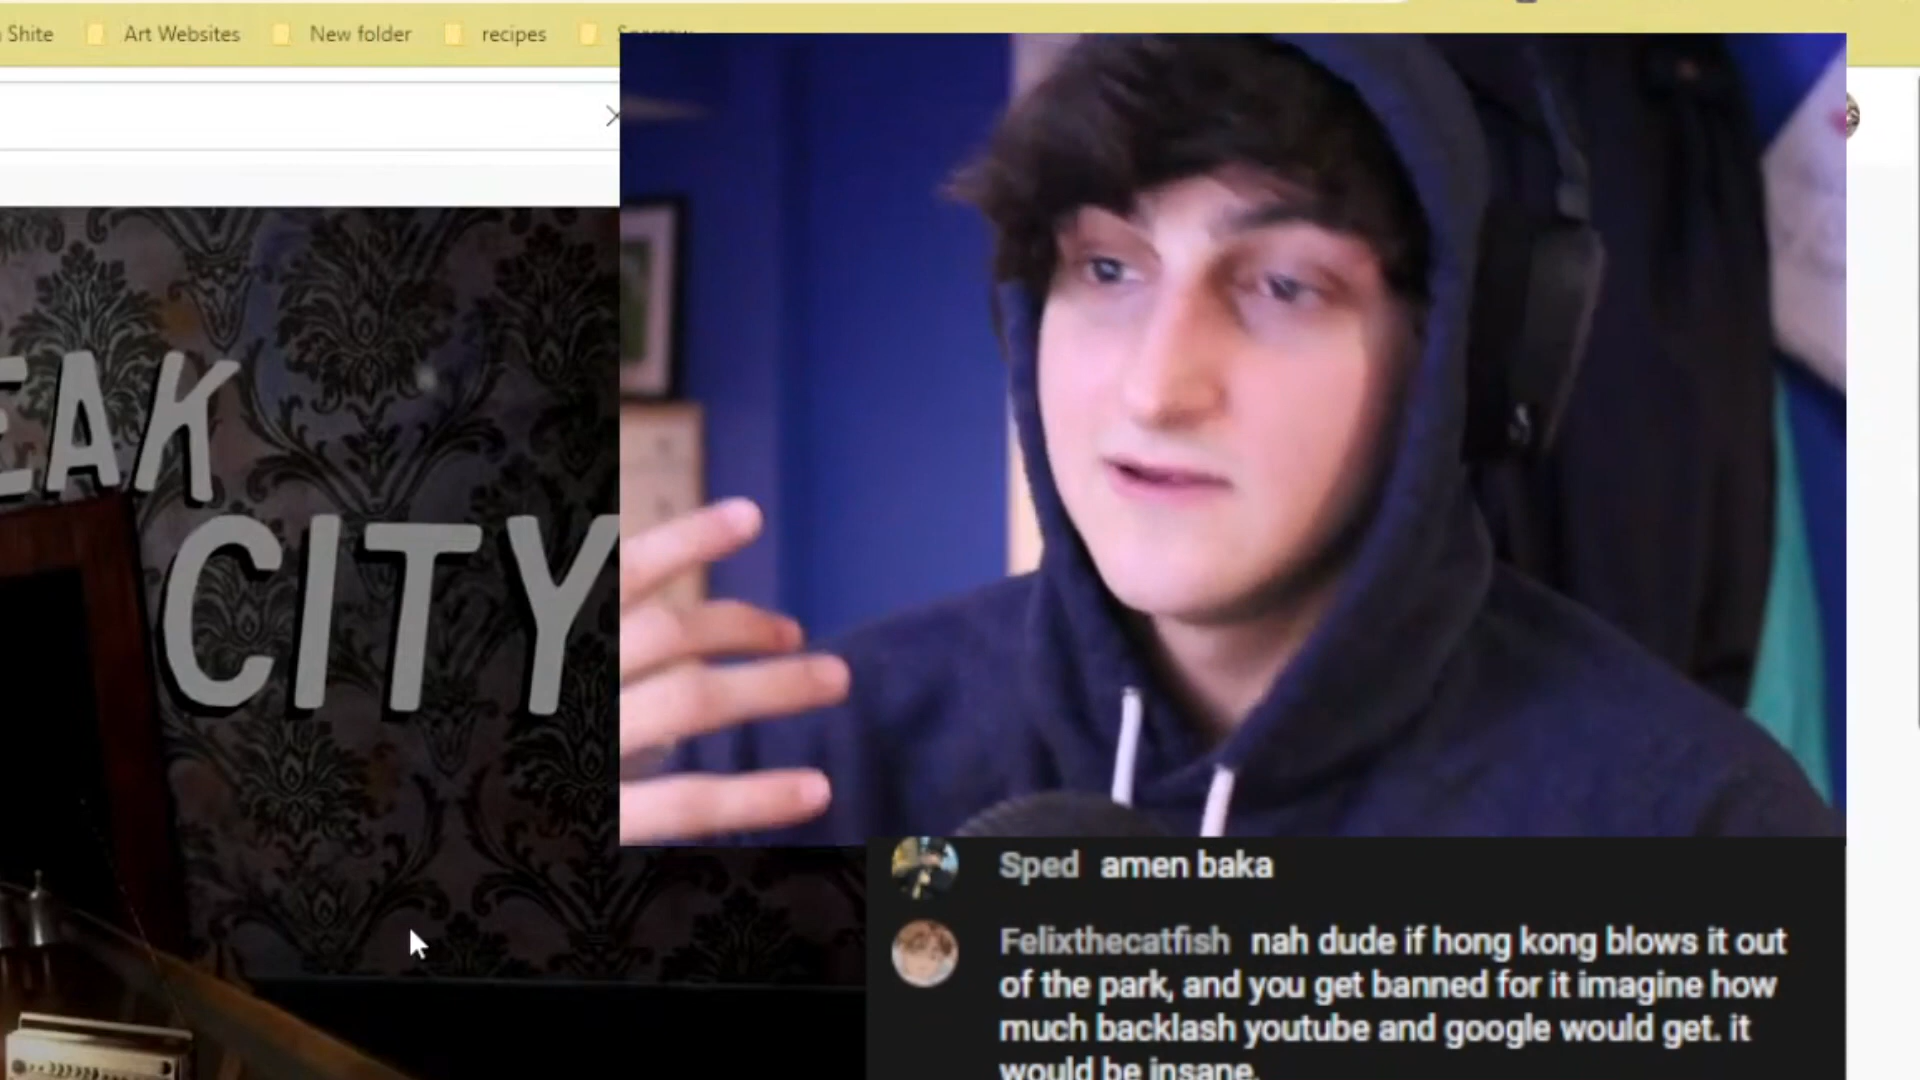 Shite Art Websites New folder recipes
EAK
CITY
Sped amen baka
Felixthecatfish nah dude if hong kong blows it out
of the park, and you get banned for it imagine how
much backlash youtube and google would get. it
would be insane.